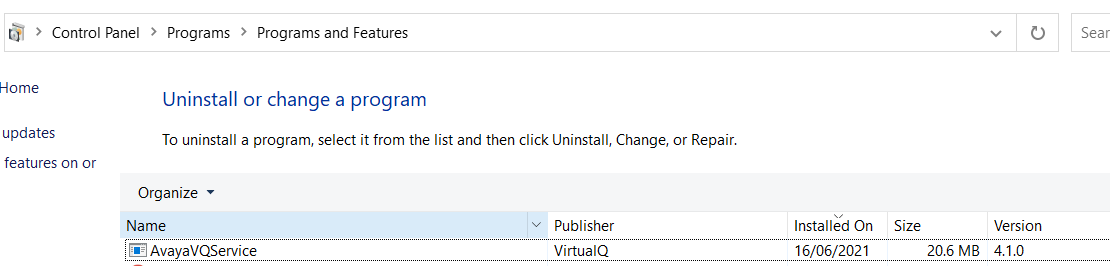 Control Panel > Programs > Programs and Features
Sear
Home
Uninstall or change a program
updates
To uninstall a program, select it from the list and then click Uninstall, Change, or Repair.
features on or
Organize
Name Publisher Installed On Size Version
AvayaVQService VirtualQ 16/06/2021 20.6 MB 4.1.0